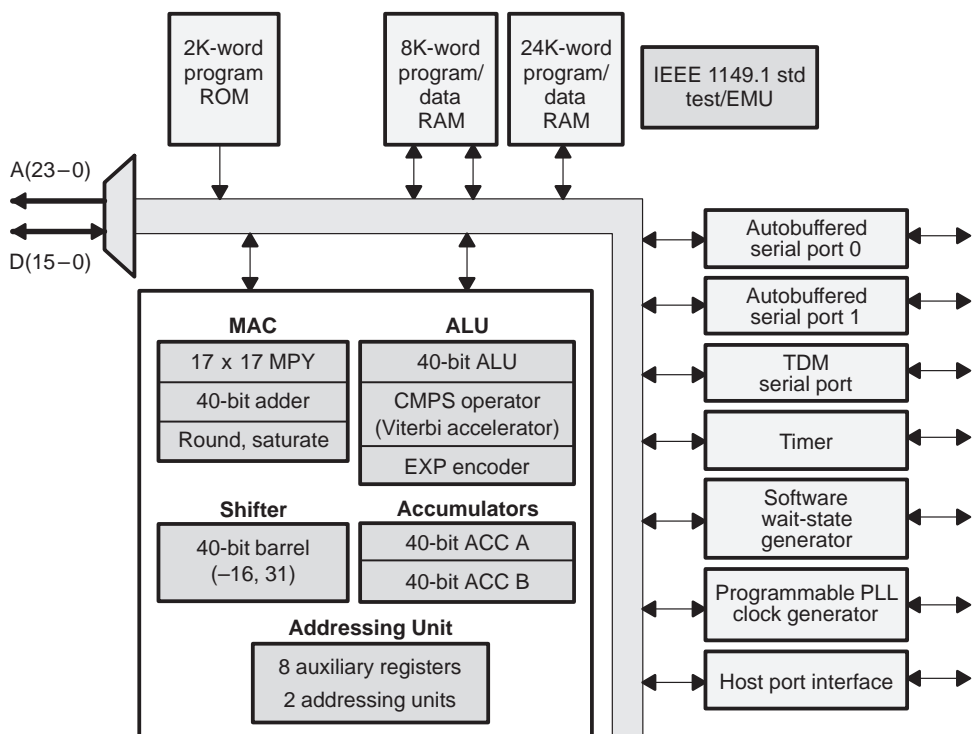 2K-word
program
ROM
8K-word
program/
data
RAM
24K-word
program/
data
RAM
IEEE 1149.1 std
test/EMU
A(23–0)
D(15–0)
MAC
17 x 17 MPY
40-bit adder
Round, saturate
ALU
40-bit ALU
CMPS operator
(Viterbi accelerator)
EXP encoder
Shifter
40-bit barrel
(–16, 31)
Accumulators
40-bit ACC A
40-bit ACC B
Addressing Unit
8 auxiliary registers
2 addressing units
Autobuffered
serial port 0
Autobuffered
serial port 1
TDM
serial port
Timer
Software
wait-state
generator
Programmable PLL
clock generator
Host port interface